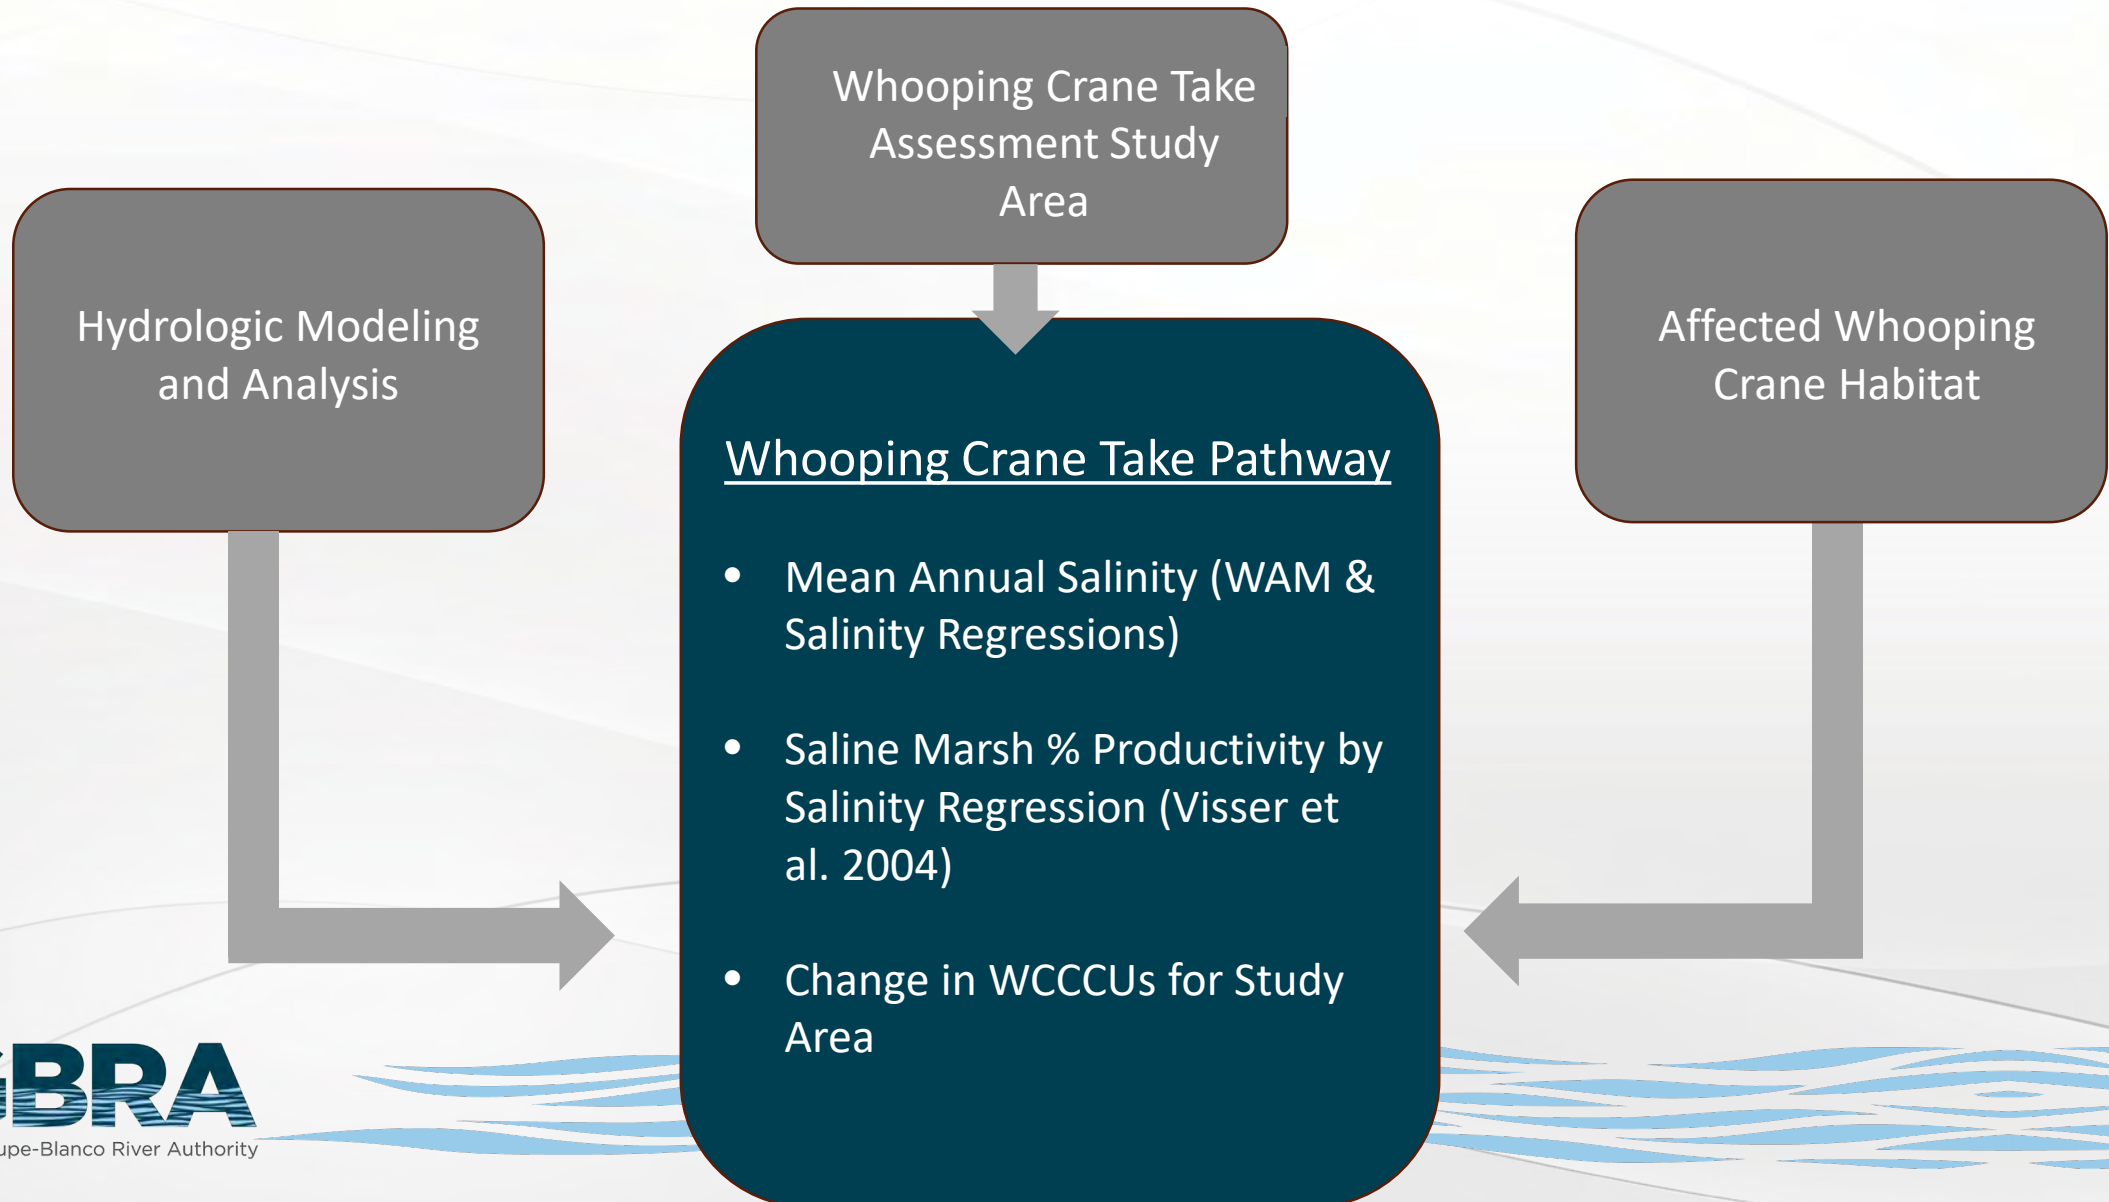 Whooping Crane Take
Assessment Study
Area
Hydrologic Modeling
and Analysis
Affected Whooping
Crane Habitat
Whooping Crane Take Pathway
• Mean Annual Salinity (WAM &
Salinity Regressions)
• Saline Marsh % Productivity by
Salinity Regression (Visser et
al. 2004)
• Change in WCCCUs for Study
Area
GBRA
upe-Blanco River Authority